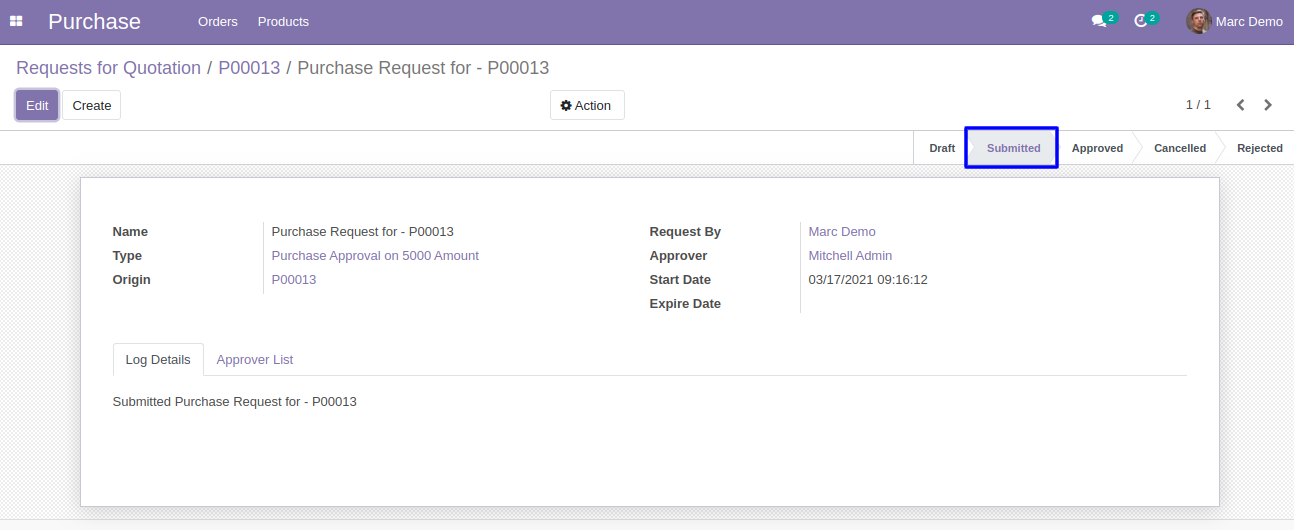 Purchase Orders Products 2 2 Marc Demo
Requests for Quotation / P00013 / Purchase Request for - P00013
Edit Create Action 1 / 1
Draft Submitted Approved Cancelled Rejected
Name Purchase Request for - P00013 Request By Marc Demo
Type Purchase Approval on 5000 Amount Approver Mitchell Admin
Origin P00013 Start Date 03/17/2021 09:16:12
Expire Date
Log Details Approver List
Submitted Purchase Request for - P00013